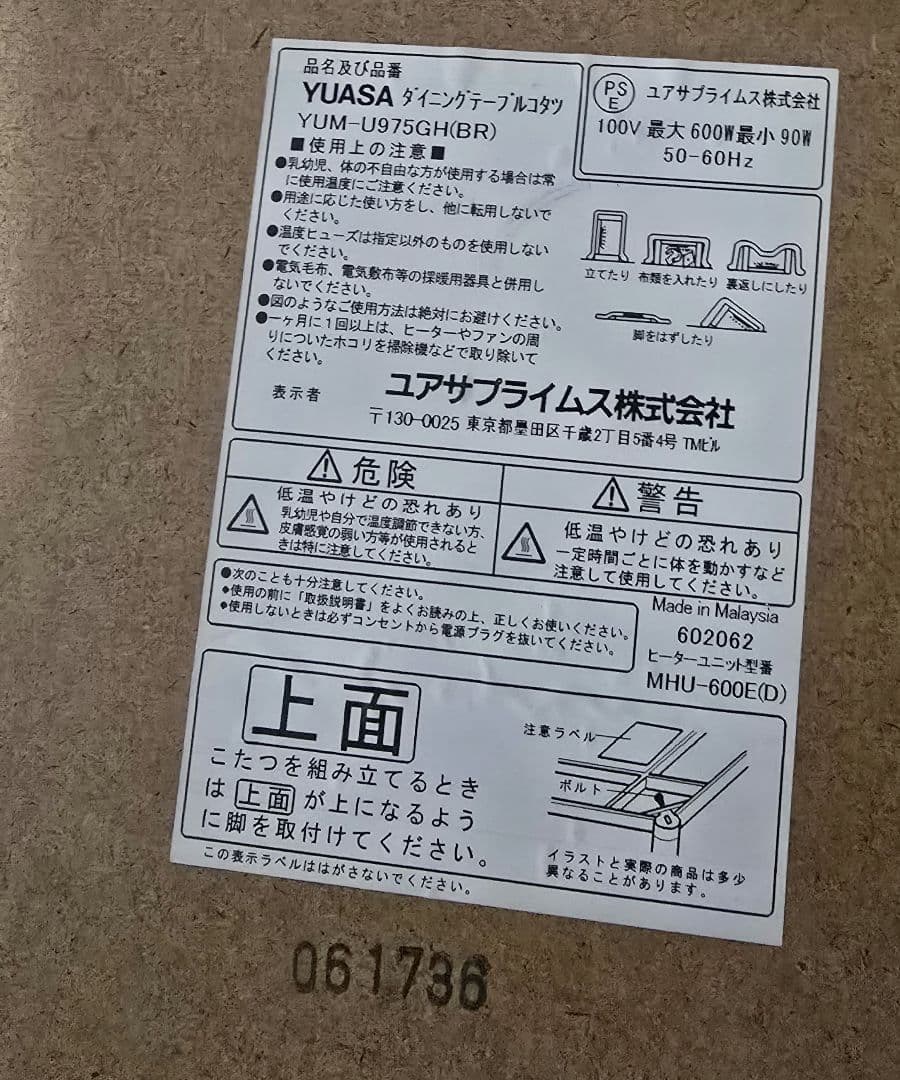 品名及び品番
YUASA ダイニングテーブルコタツ
YUM-U975GH(BR)
■使用上の注意■
●乳幼児、体の不自由な方が使用する場合は常
に使用温度にご注意ください。
●用途に応じた使い方をし、他に転用しないで
ください。
●温度ヒューズは指定以外のものを使用しない
でください。
●電気毛布、電気敷布等の採暖用器具と併用し
ないでください。
●図のようなご使用方法は絶対にお避けください。
●一ヶ月に1回以上は、ヒーターやファンの周
りについたホコリを掃除機などで取り除いて
ください。
PS
E
ユアサプライムス株式会社
100V 最大 600W 最小 90W
50-60Hz
立てたり
布類を入れたり
裏返しにしたり
脚をはずしたり
表示者
ユアサプライムス株式会社
〒130-0025 東京都墨田区千歳2丁目5番4号 TMビル
危険
低温やけどの恐れあり
乳幼児や自分で温度調節できない方、
皮膚感覚の弱い方等が使用されると
きは特に注意してください。
警告
低温やけどの恐れあり
一定時間ごとに体を動かすなど
注意して使用してください。
●次のことも十分注意してください。
◆使用の前に「取扱説明書」をよくお読みの上、正しくお使いください。
◆使用しないときは必ずコンセントから電源プラグを抜いてください。
Made in Malaysia
602062
ヒーターユニット型番
MHU-600E(D)
上面
こたつを組み立てるとき
は 上面 が上になるよう
に脚を取付けてください。
注意ラベル
ボルト
イラストと実際の商品は多少
異なることがあります。
この表示ラベルははがさないでください。
061736